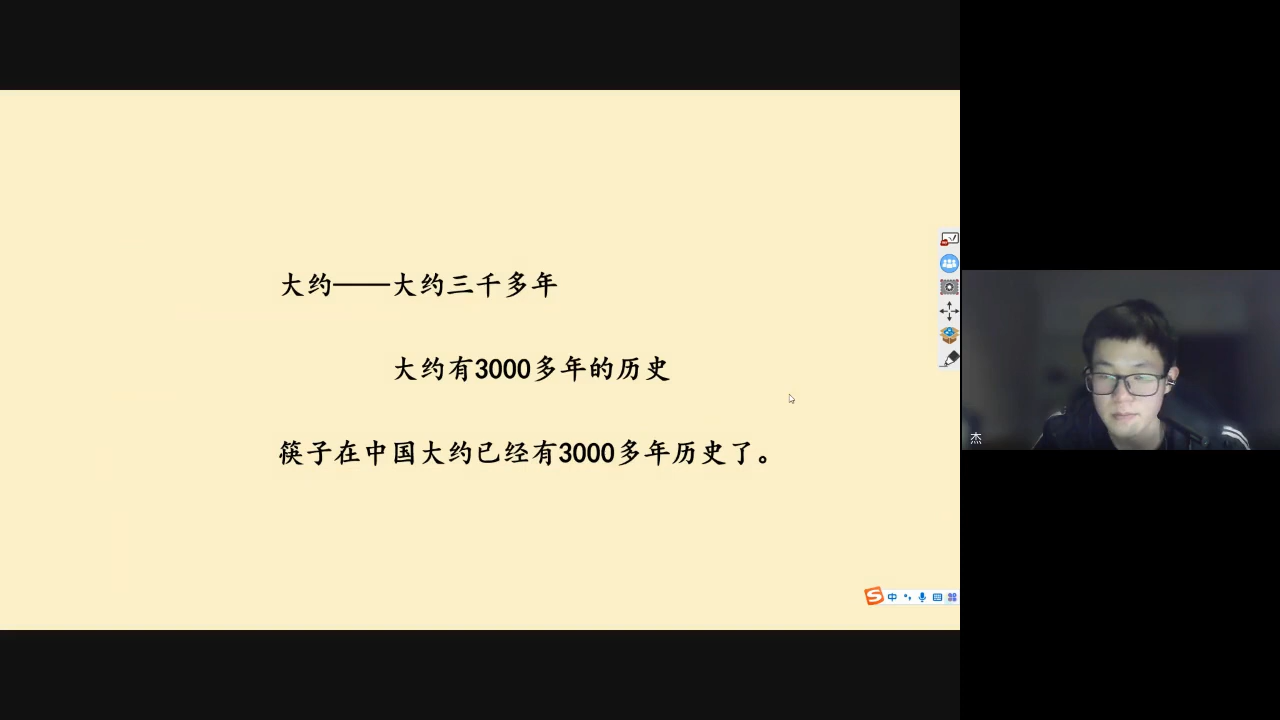 大约——大约三千多年
大约有3000多年的历史
筷子在中国大约已经有3000多年历史了。
中
杰